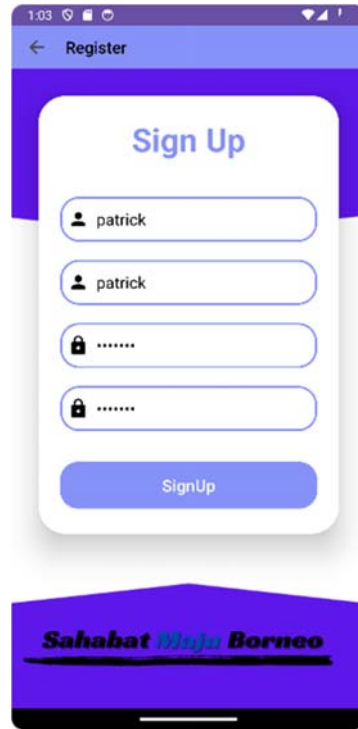 1:03
Register
Sign Up
patrick
patrick
•••••••
•••••••
SignUp
Sahabat Maju Borneo